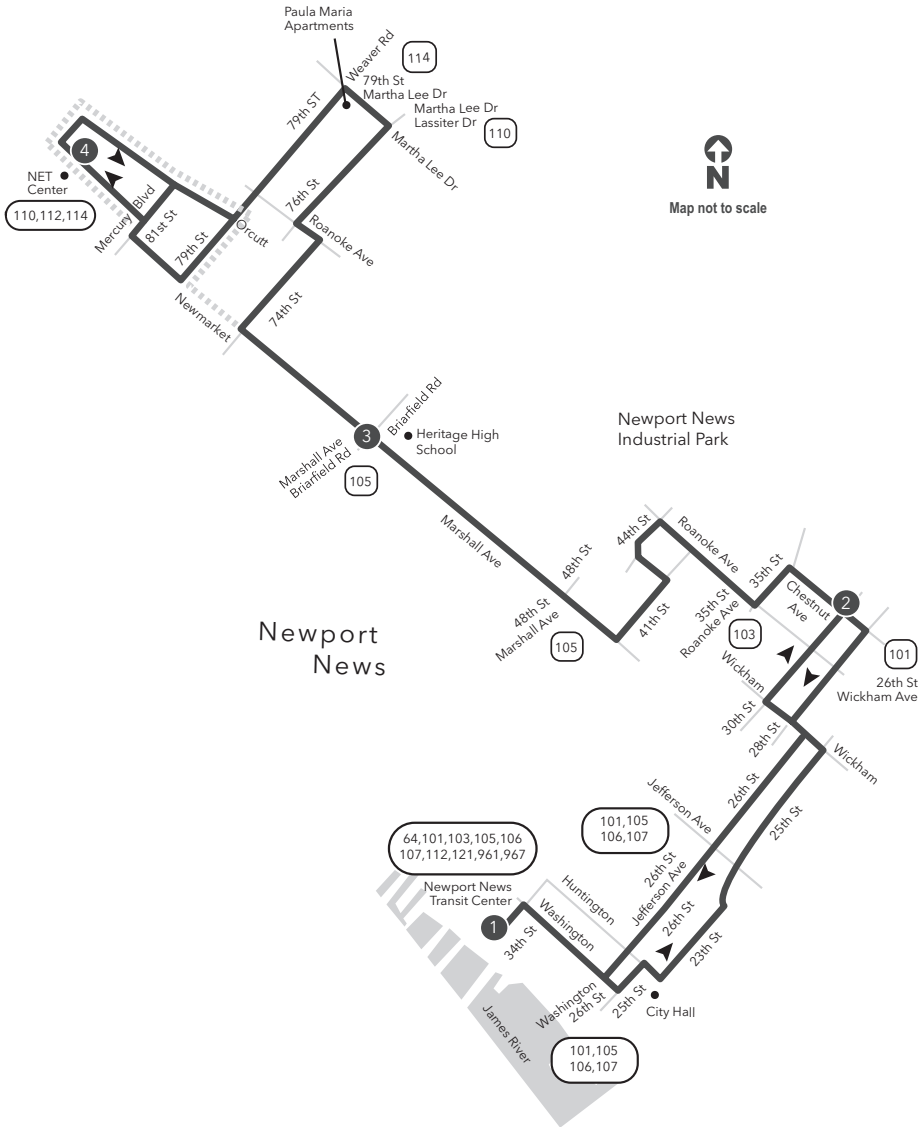 Paula Maria
Apartments
Weaver Rd
114
79th St
Martha Lee Dr
Martha Lee Dr
Lassiter Dr
110
79th ST
Martha Lee Dr
4
NET
Center
110,112,114
Mercury Blvd
81st St
79th St
Orcutt
76th St
Roanoke Ave
Newmarket
74th St
N
Map not to scale
3
Briarfield Rd
Heritage High
School
Marshall Ave
Briarfield Rd
105
Newport News
Industrial Park
Marshall Ave
48th St
48th St
Marshall Ave
105
44th St
Roanoke Ave
41th St
35th St
35th St
Roanoke Ave
103
Chestnut
Ave
2
101
26th St
Wickham Ave
Newport
News
Wickham
30th St
28th St
Wickham
26th St
25th St
Jefferson Ave
101,105
106,107
26th St
Jefferson Ave
64,101,103,105,106
107,112,121,961,967
Newport News
Transit Center
1
34th St
Huntington
Washington
26th St
23th St
Washington
26th St
25th St
City Hall
James River
101,105
106,107